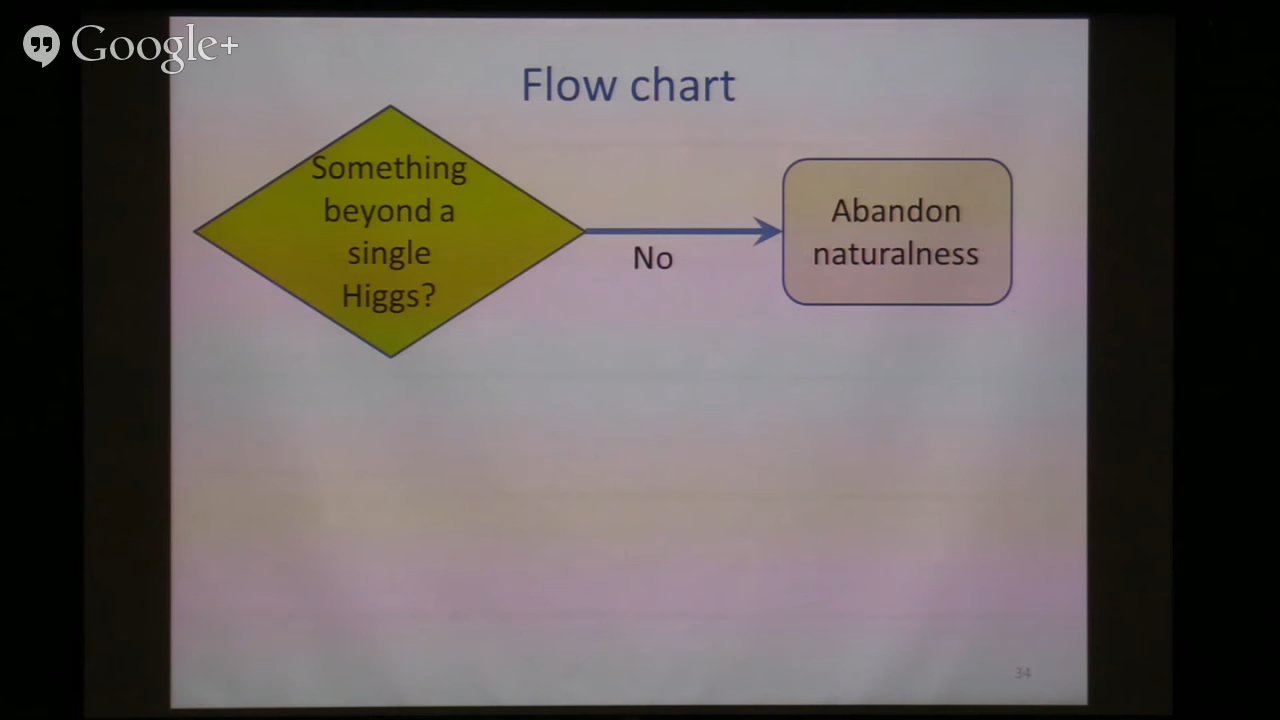 Google+
Flow chart
Something
beyond a
single
Higgs?
No
Abandon
naturalness
34